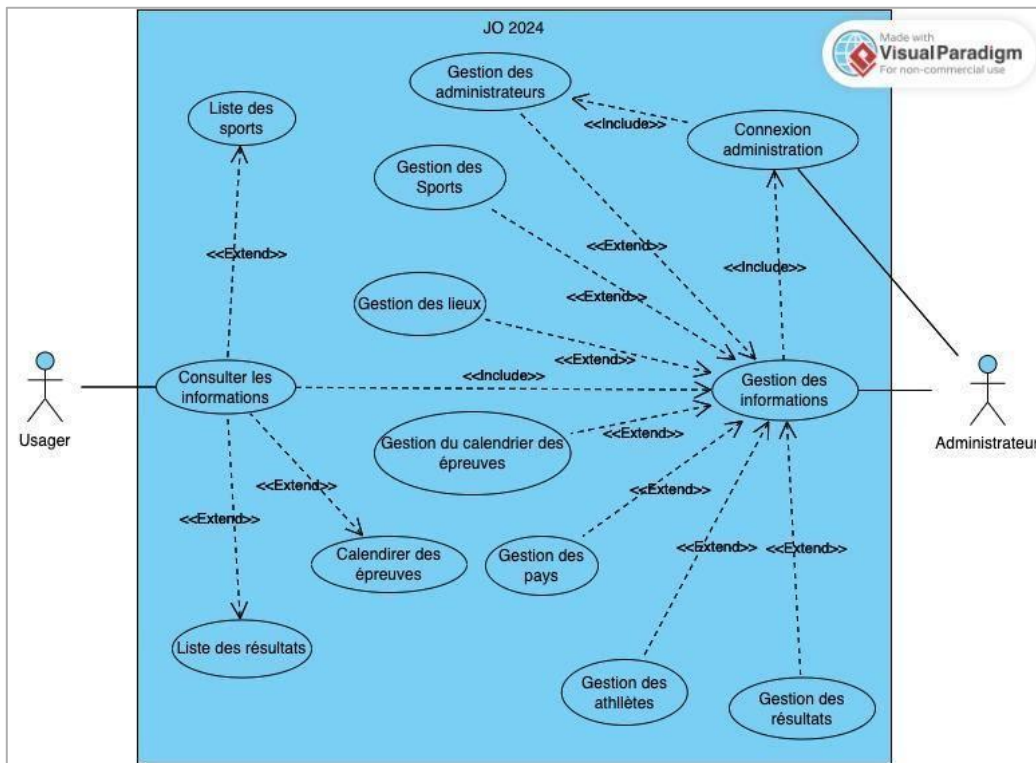 JO 2024
Made with
VisualParadigm
For non-commercial use
Gestion des
administrateurs
Liste des
sports
<<Include>>
Connexion
administration
Gestion des
Sports
<<Extend>>
<<Extend>>
<<Include>>
<<Extend>>
Gestion des lieux
<<Extend>>
Consulter les
informations
<<Include>>
Gestion des
informations
Usager
Administrateur
Gestion du calendrier des
épreuves
<<Extend>>
<<Extend>>
<<Extend>>
<<Extend>>
<<Extend>>
<<Extend>>
Calendirer des
épreuves
Gestion des
pays
Liste des résultats
Gestion des
athllètes
Gestion des
résultats